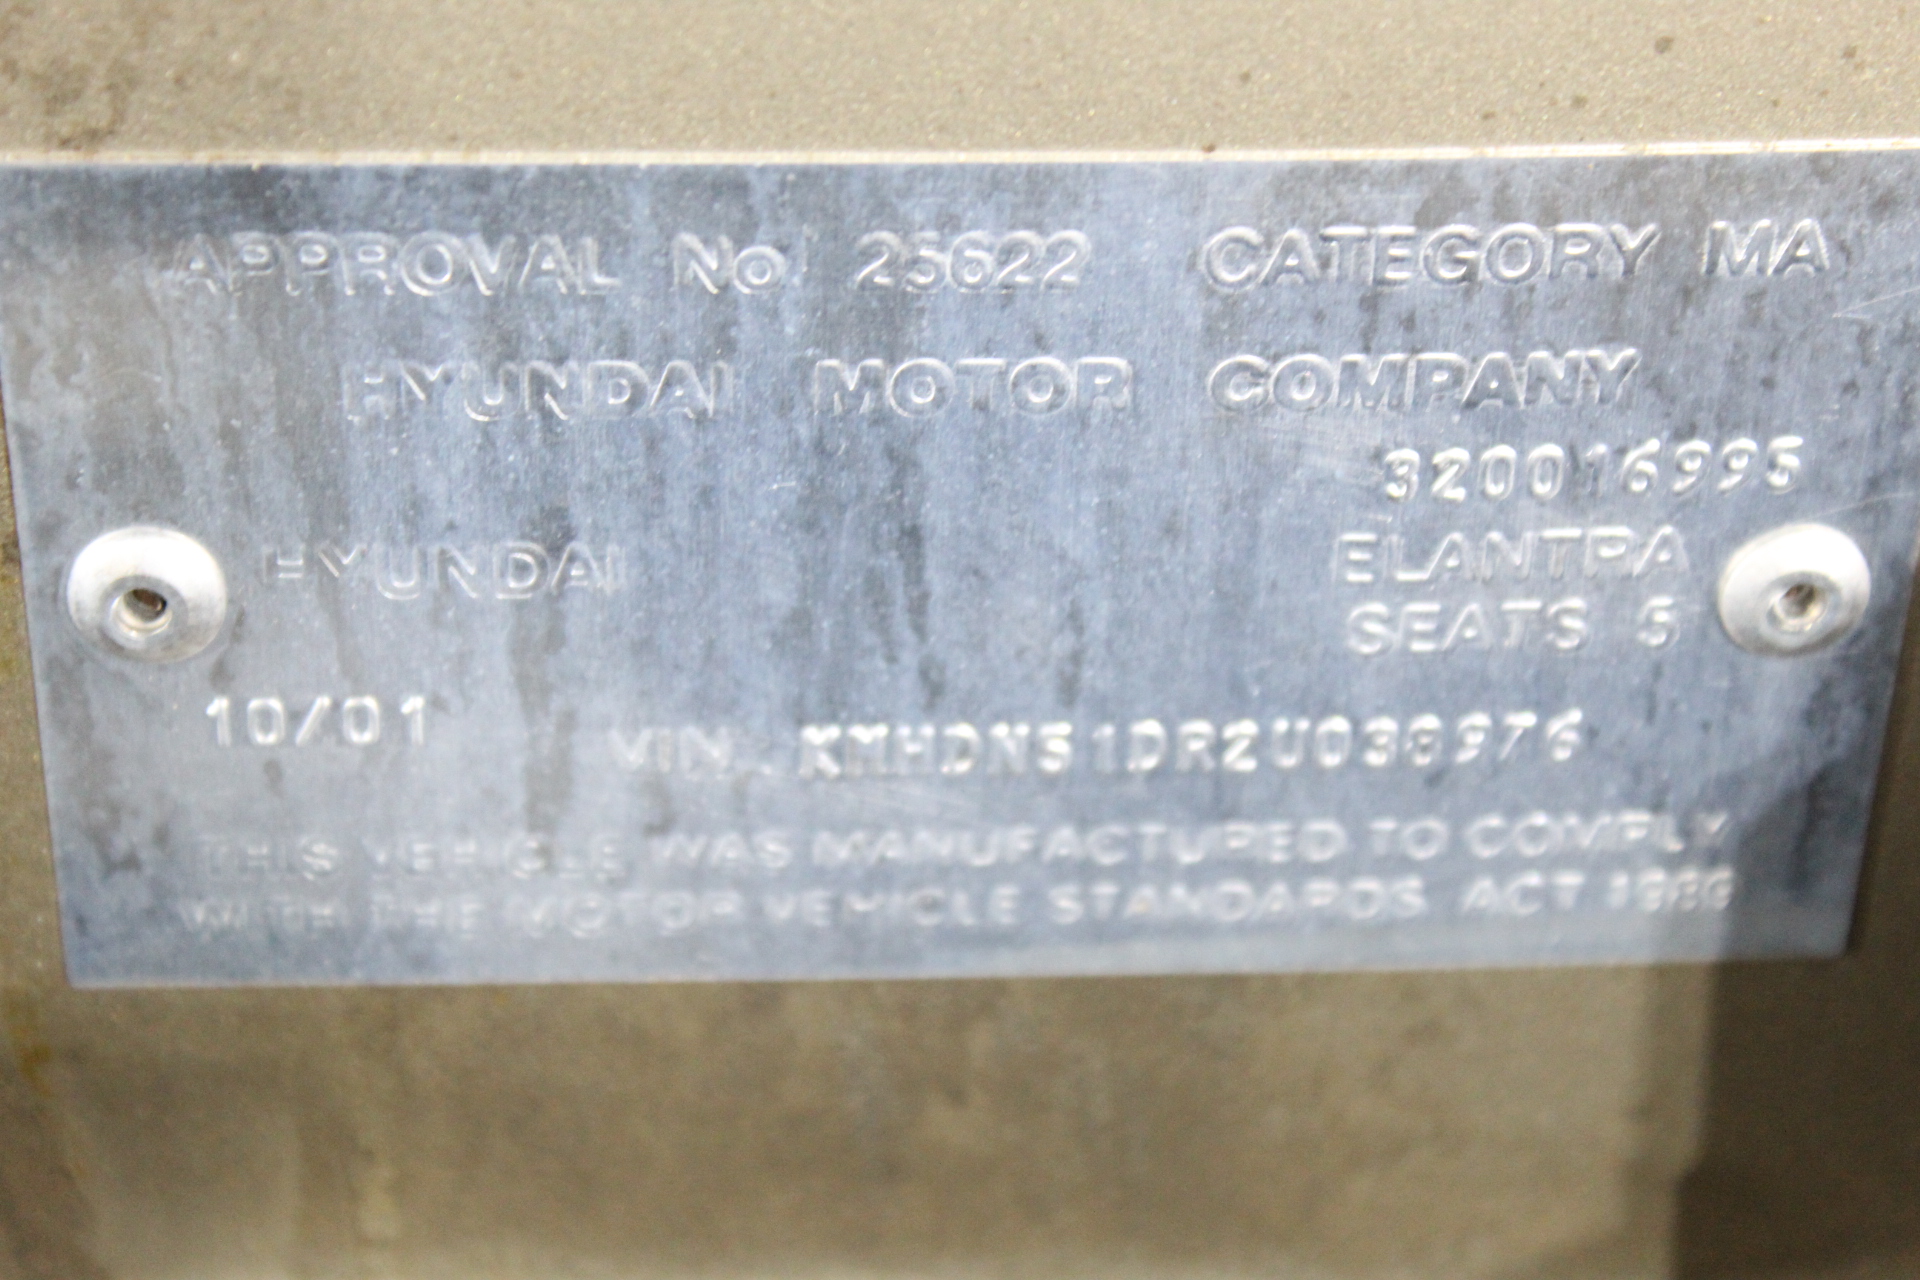 APPROVAL No 25622 CATEGORY MA
HYUNDAI MOTOR COMPANY
320016995
HYUNDAI ELANTRA
SEATS 5
10/01 VIN KMHDN51DR2U038976
THIS VEHICLE WAS MANUFACTURED TO COMPLY
WITH THE MOTOR VEHICLE STANDARDS ACT 1989